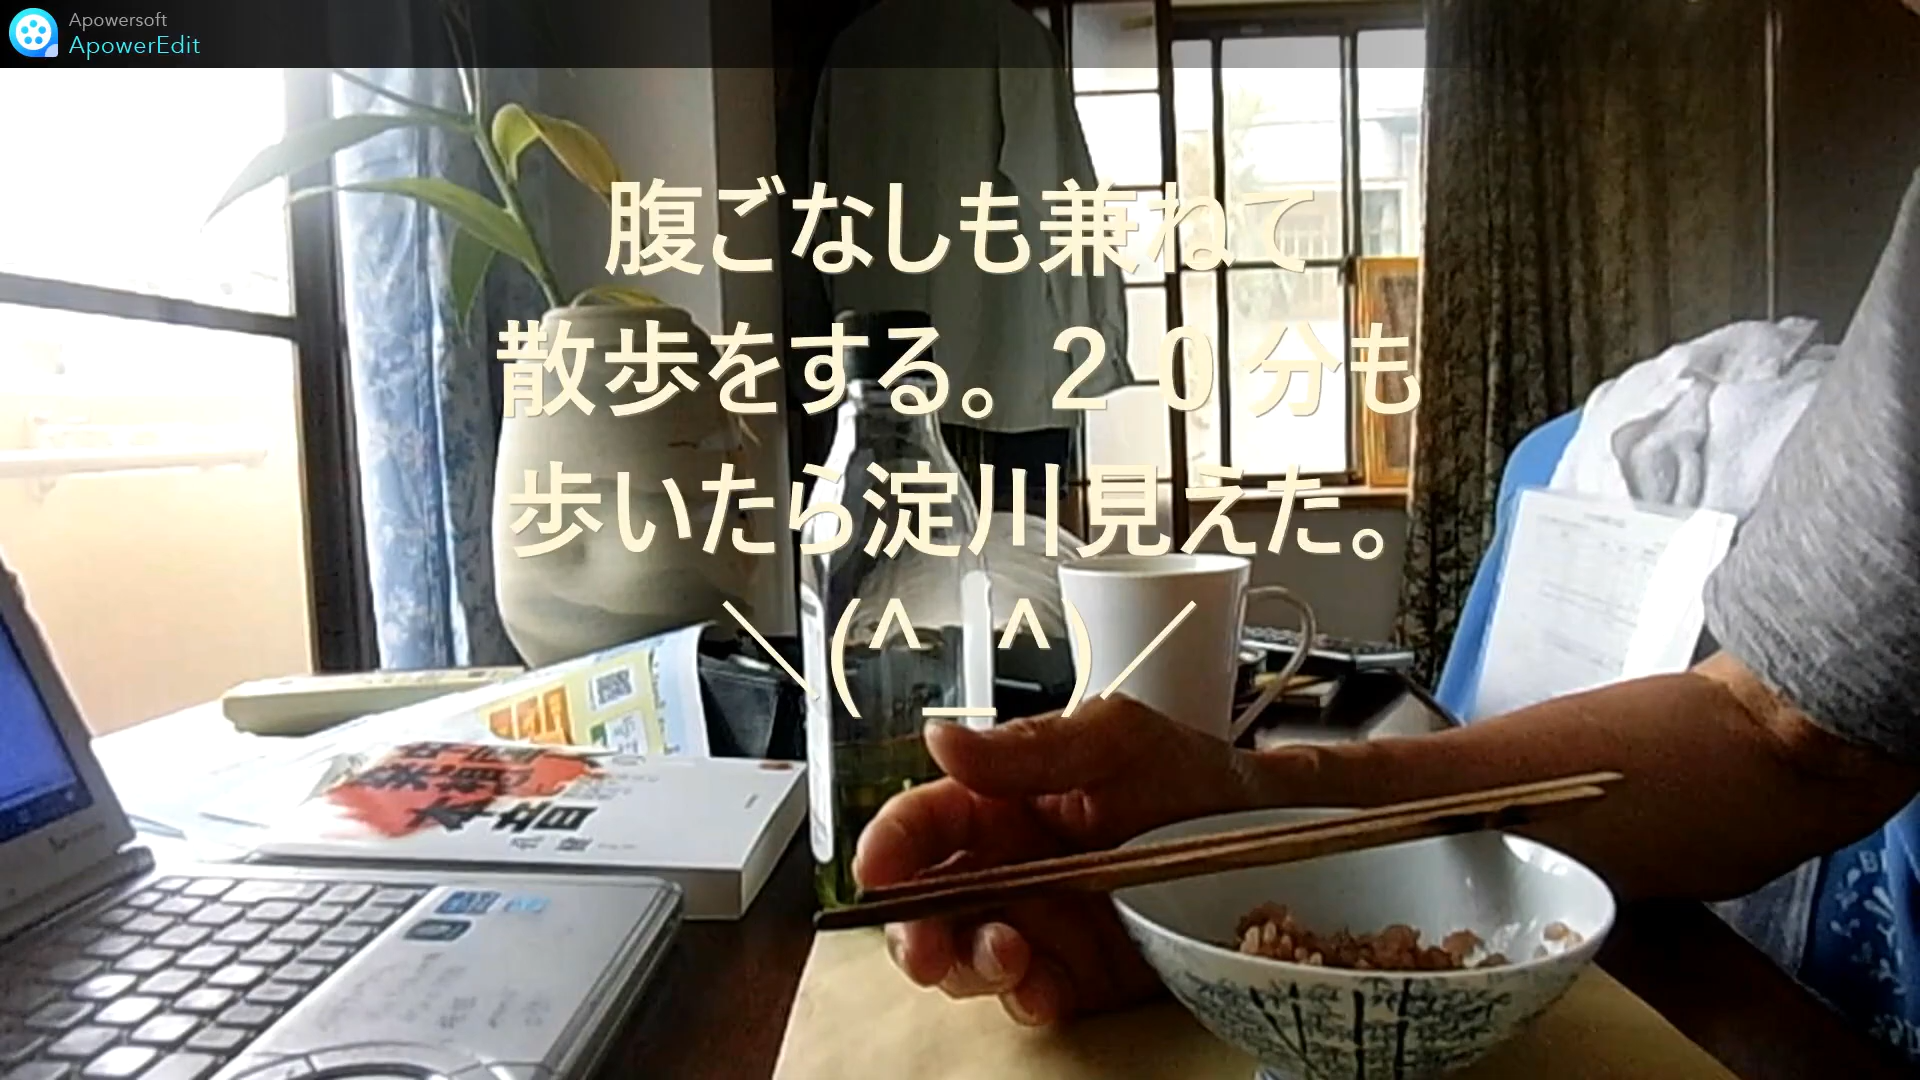 Apowersoft
ApowerEdit
腹ごなしも兼ねて
散歩をする。２０分も
歩いたら淀川見えた。
＼(^_^)／